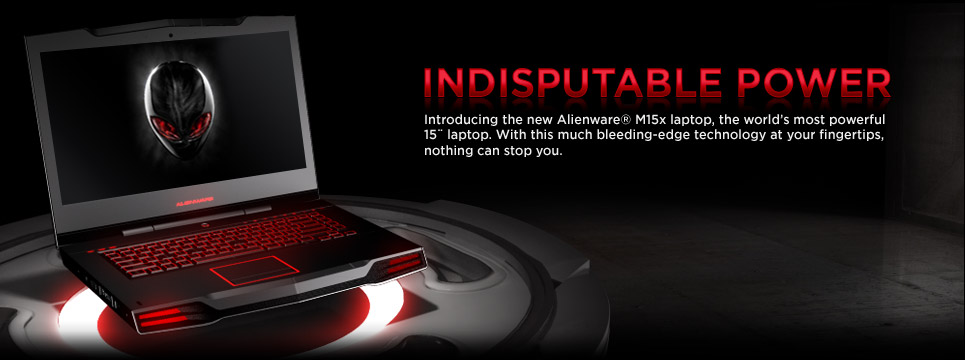 INDISPUTABLE POWER
Introducing the new Alienware® M15x laptop, the world's most powerful
15¨ laptop. With this much bleeding-edge technology at your fingertips,
nothing can stop you.
ALIENWARE